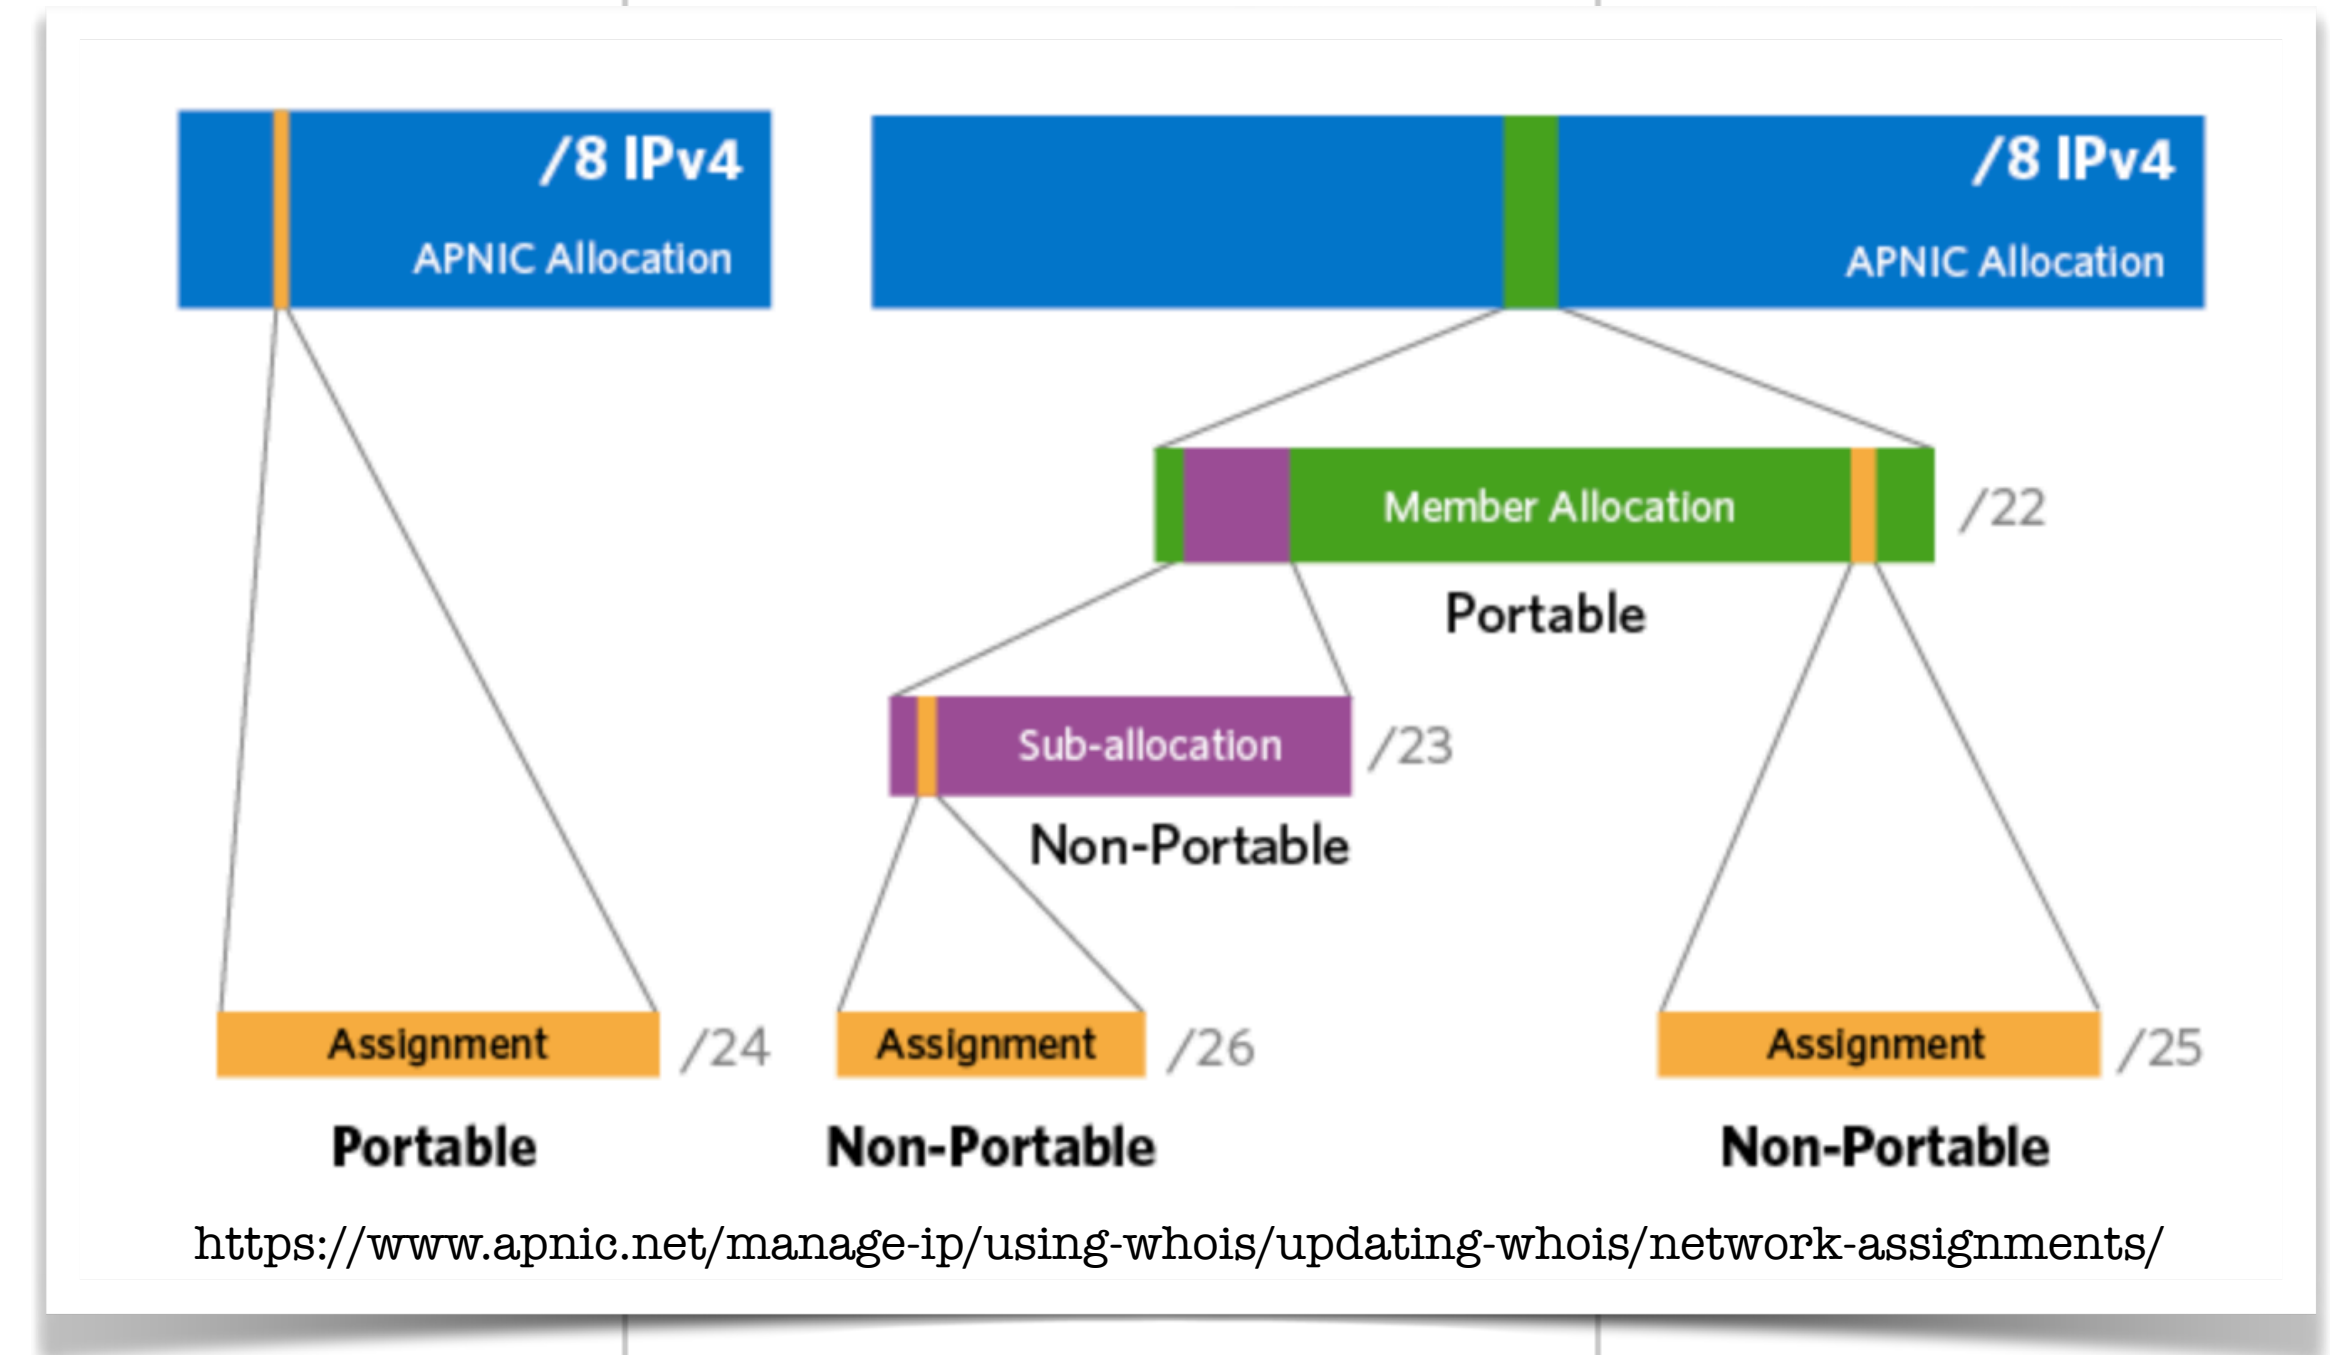 /8 IPv4
APNIC Allocation
/8 IPv4
APNIC Allocation
Member Allocation
/22
Portable
Sub-allocation
/23
Non-Portable
Assignment
/24
Assignment
/26
Assignment
/25
Portable
Non-Portable
Non-Portable
https://www.apnic.net/manage-ip/using-whois/updating-whois/network-assignments/